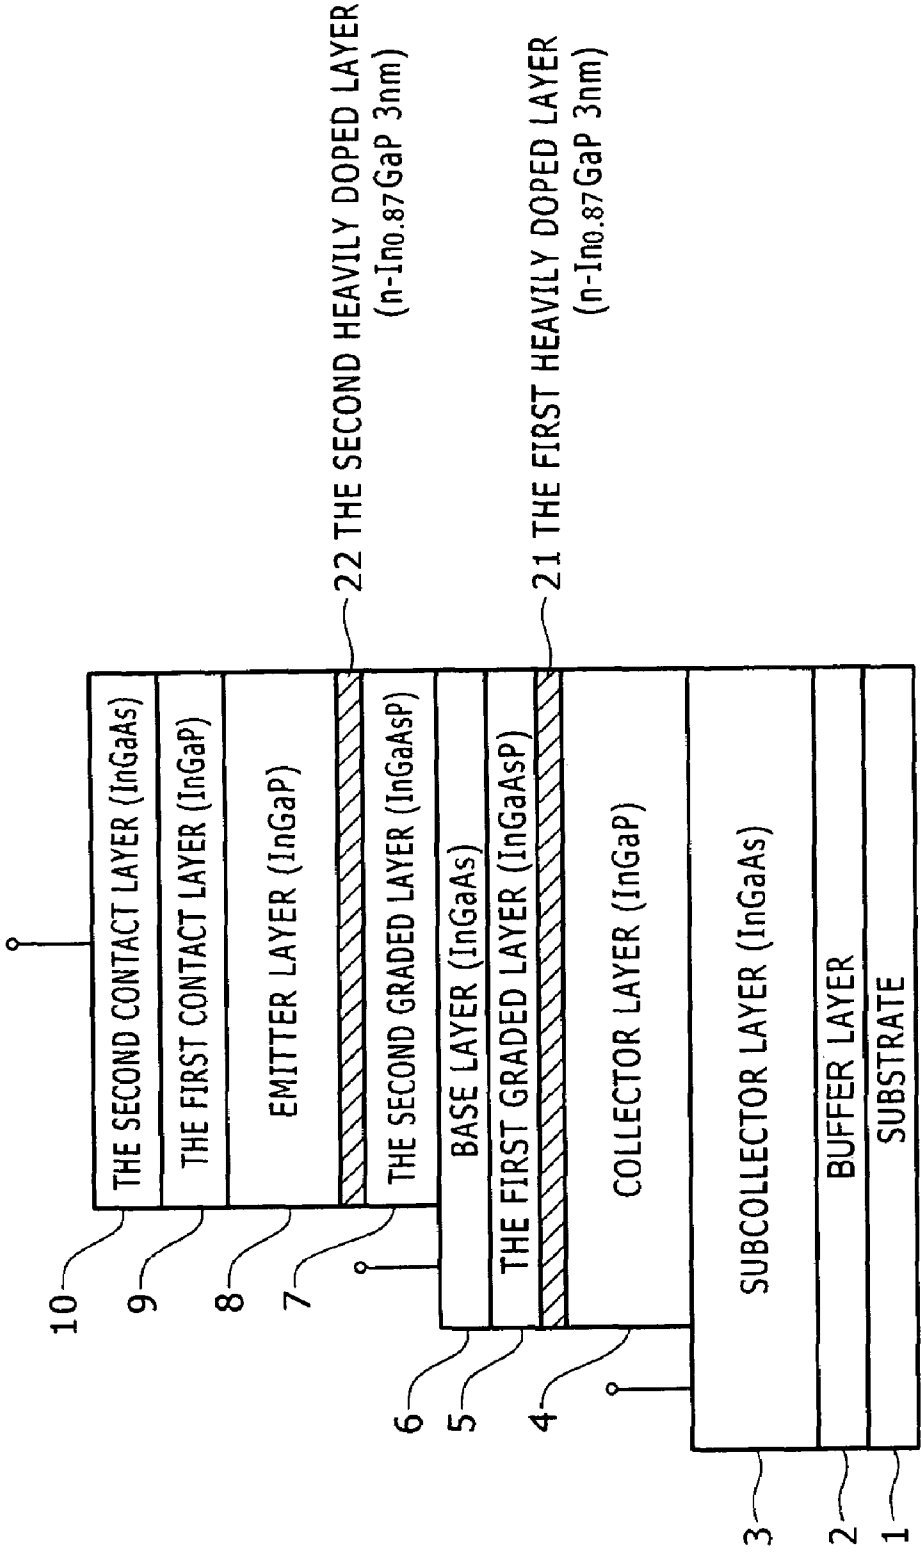 10 THE SECOND CONTACT LAYER (InGaAs)
9 THE FIRST CONTACT LAYER (InGaP)
8 EMITTER LAYER (InGaP)
22 THE SECOND HEAVILY DOPED LAYER
(n-In0.87GaP 3nm)
7 THE SECOND GRADED LAYER (InGaAsP)
6 BASE LAYER (InGaAs)
5 THE FIRST GRADED LAYER (InGaAsP)
21 THE FIRST HEAVILY DOPED LAYER
(n-In0.87GaP 3nm)
4 COLLECTOR LAYER (InGaP)
3 SUBCOLLECTOR LAYER (InGaAs)
2 BUFFER LAYER
1 SUBSTRATE